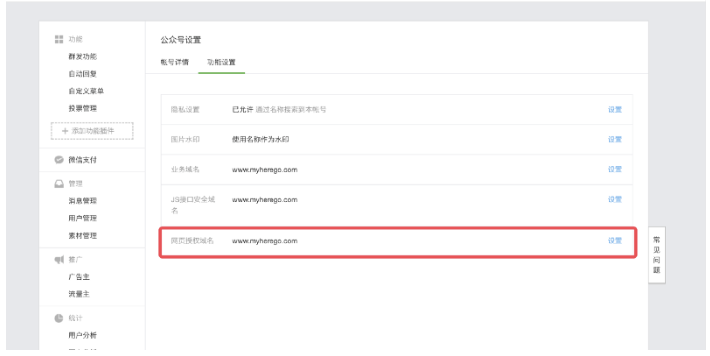 功能
群发功能
自动回复
自定义菜单
投票管理
+ 添加功能插件
微信支付
管理
消息管理
用户管理
素材管理
推广
广告主
流量主
统计
用户分析
公众号设置
帐号详情 功能设置
隐私设置 已允许 通过名称搜索到本帐号 设置
图片水印 使用名称作为水印 设置
业务域名 www.myherego.com 设置
JS接口安全域 www.myherego.com 设置
名
网页授权域名 www.myherego.com 设置
常
见
问
题